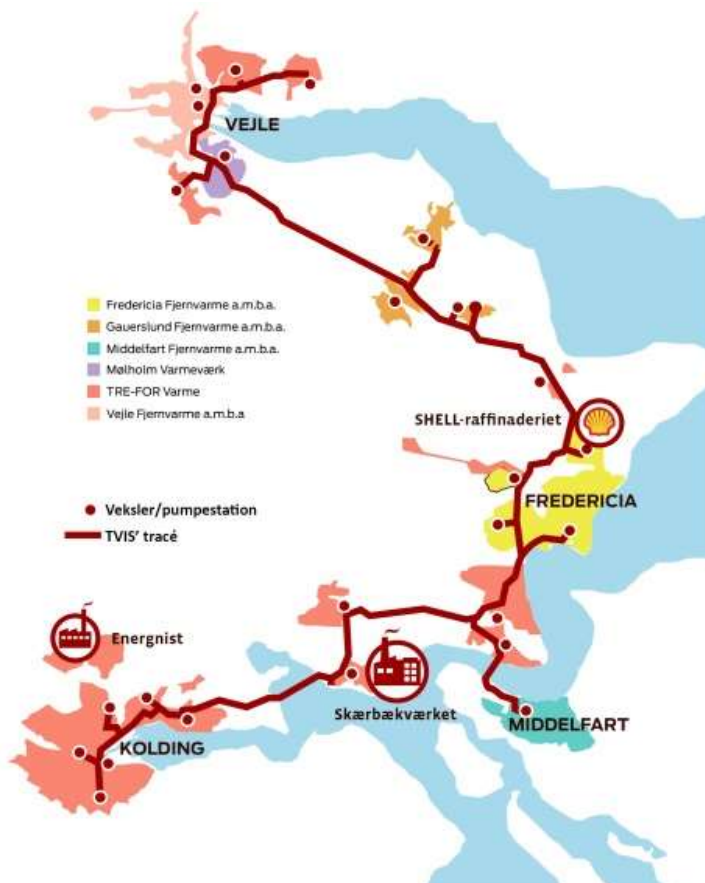 VEJLE
Fredericia Fjernvarme a.m.b.a.
Gauerslund Fjernvarme a.m.b.a.
Middelfart Fjernvarme a.m.b.a.
Mølholm Varmeværk
TRE-FOR Varme
Vejle Fjernvarme a.m.b.a
SHELL-raffinaderiet
FREDERICIA
Veksler/pumpestation
TVIS' tracé
Energnist
Skærbækværket
MIDDELFART
KOLDING